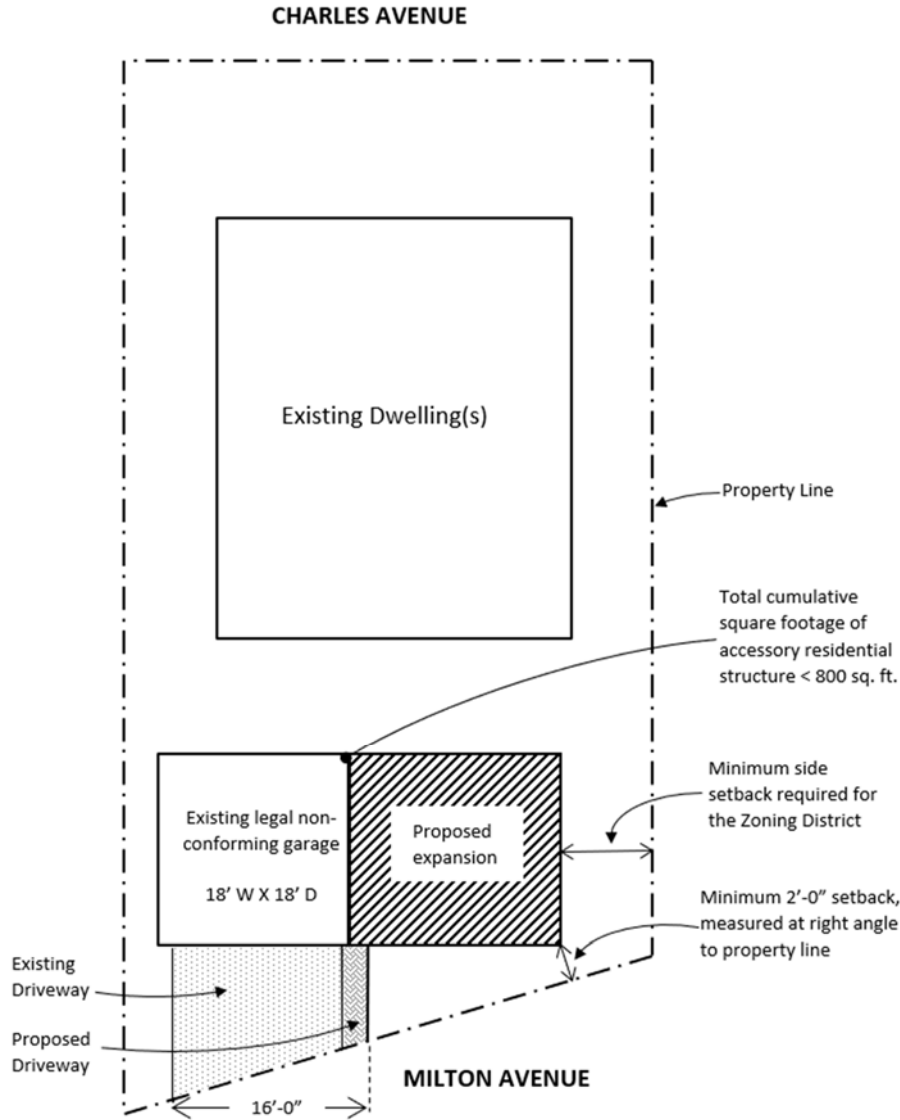 CHARLES AVENUE
Existing Dwelling(s)
Property Line
Total cumulative
square footage of
accessory residential
structure < 800 sq. ft.
Minimum side
setback required for
the Zoning District
Existing legal non-
conforming garage
18' W X 18' D
Proposed
expansion
Minimum 2'-0" setback,
measured at right angle
to property line
Existing
Driveway
Proposed
Driveway
MILTON AVENUE
16'-0"